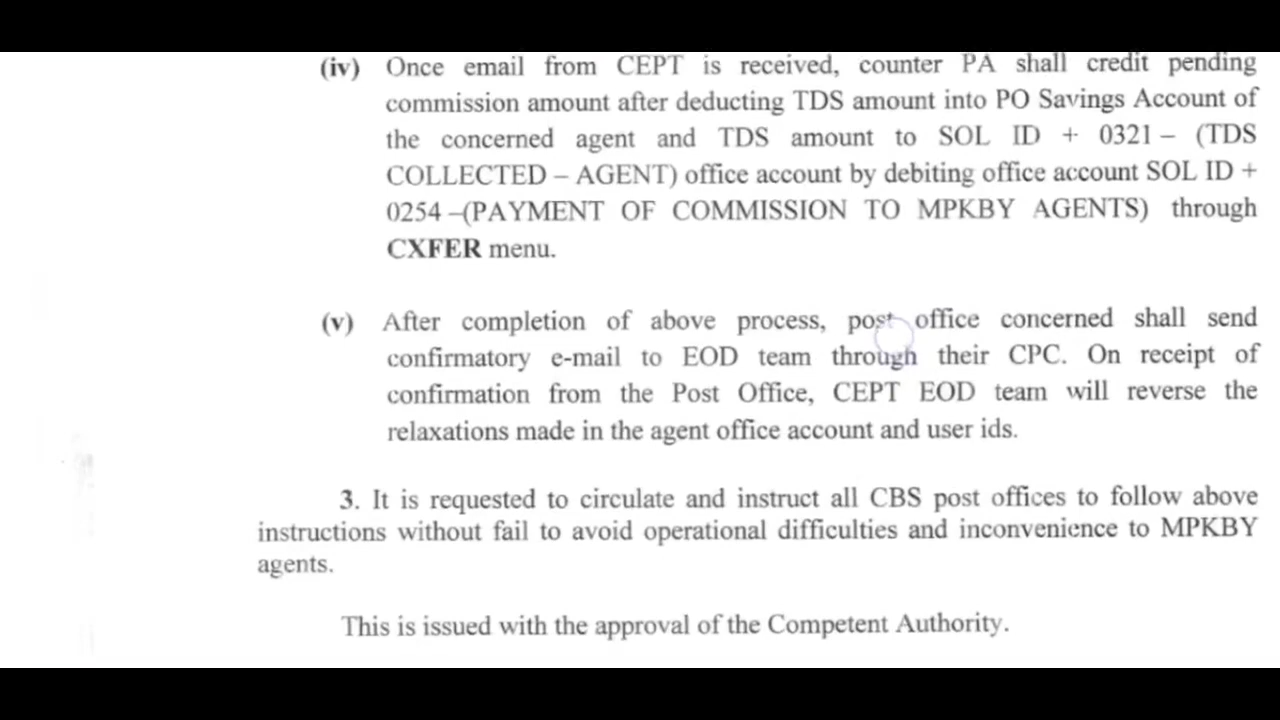 (iv) Once email from CEPT is received, counter PA shall credit pending
commission amount after deducting TDS amount into PO Savings Account of
the concerned agent and TDS amount to SOL ID + 0321 – (TDS
COLLECTED – AGENT) office account by debiting office account SOL ID +
0254 –(PAYMENT OF COMMISSION TO MPKBY AGENTS) through
CXFER menu.
(v) After completion of above process, post office concerned shall send
confirmatory e-mail to EOD team through their CPC. On receipt of
confirmation from the Post Office, CEPT EOD team will reverse the
relaxations made in the agent office account and user ids.
3. It is requested to circulate and instruct all CBS post offices to follow above
instructions without fail to avoid operational difficulties and inconvenience to MPKBY
agents.
This is issued with the approval of the Competent Authority.